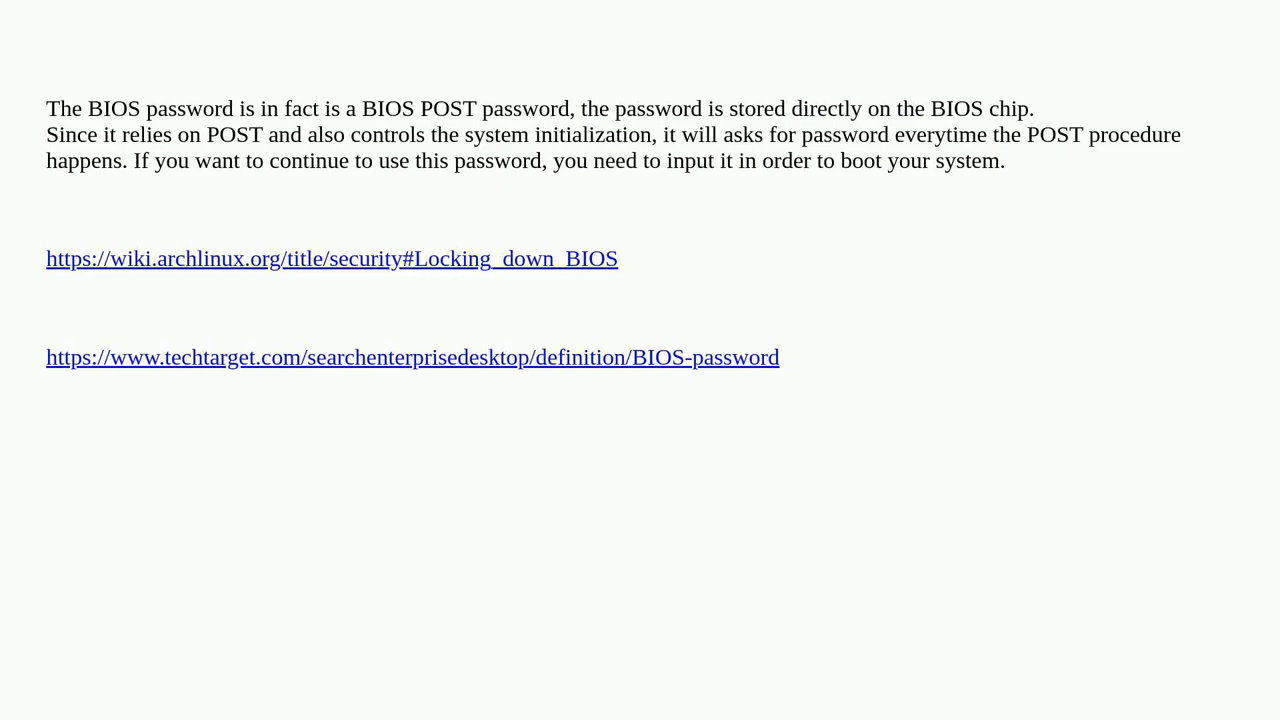 The BIOS password is in fact is a BIOS POST password, the password is stored directly on the BIOS chip.
Since it relies on POST and also controls the system initialization, it will asks for password everytime the POST procedure
happens. If you want to continue to use this password, you need to input it in order to boot your system.
https://wiki.archlinux.org/title/security#Locking_down_BIOS
https://www.techtarget.com/searchenterprisedesktop/definition/BIOS-password